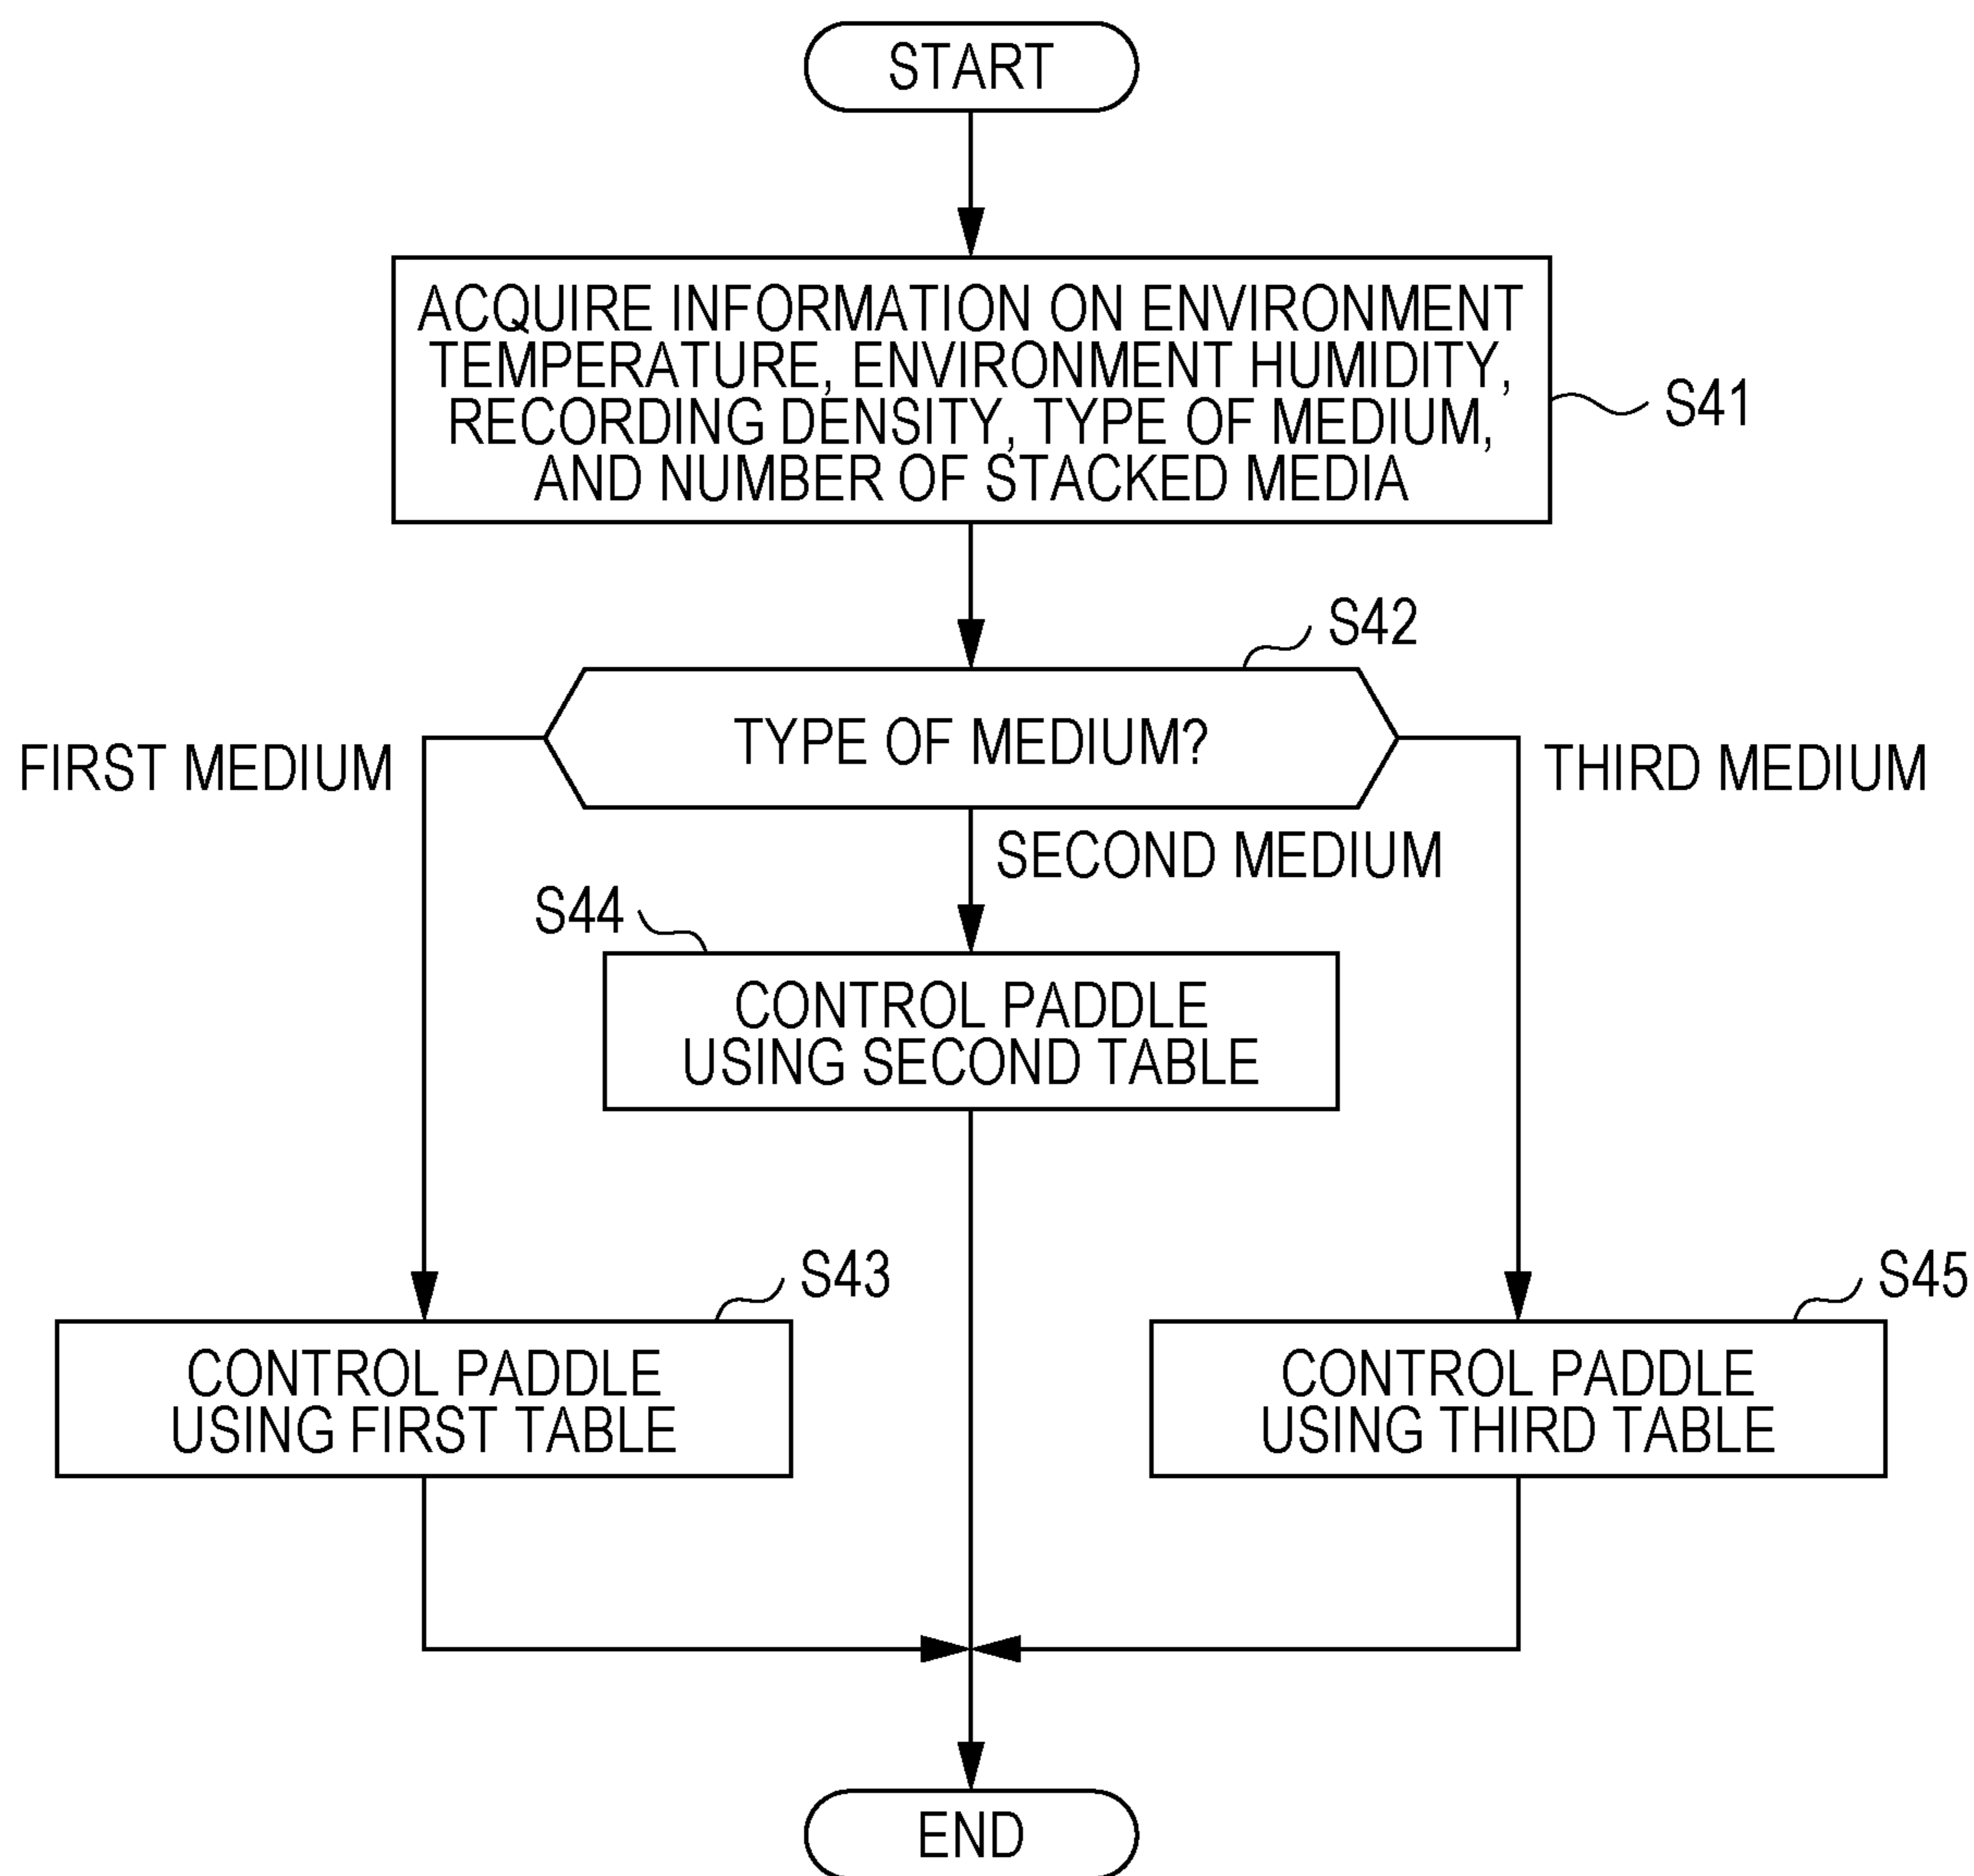 START
ACQUIRE INFORMATION ON ENVIRONMENT
TEMPERATURE, ENVIRONMENT HUMIDITY,
RECORDING DENSITY, TYPE OF MEDIUM,
AND NUMBER OF STACKED MEDIA
S41
S42
TYPE OF MEDIUM?
FIRST MEDIUM
THIRD MEDIUM
SECOND MEDIUM
S44
CONTROL PADDLE
USING SECOND TABLE
S43
CONTROL PADDLE
USING FIRST TABLE
S45
CONTROL PADDLE
USING THIRD TABLE
END